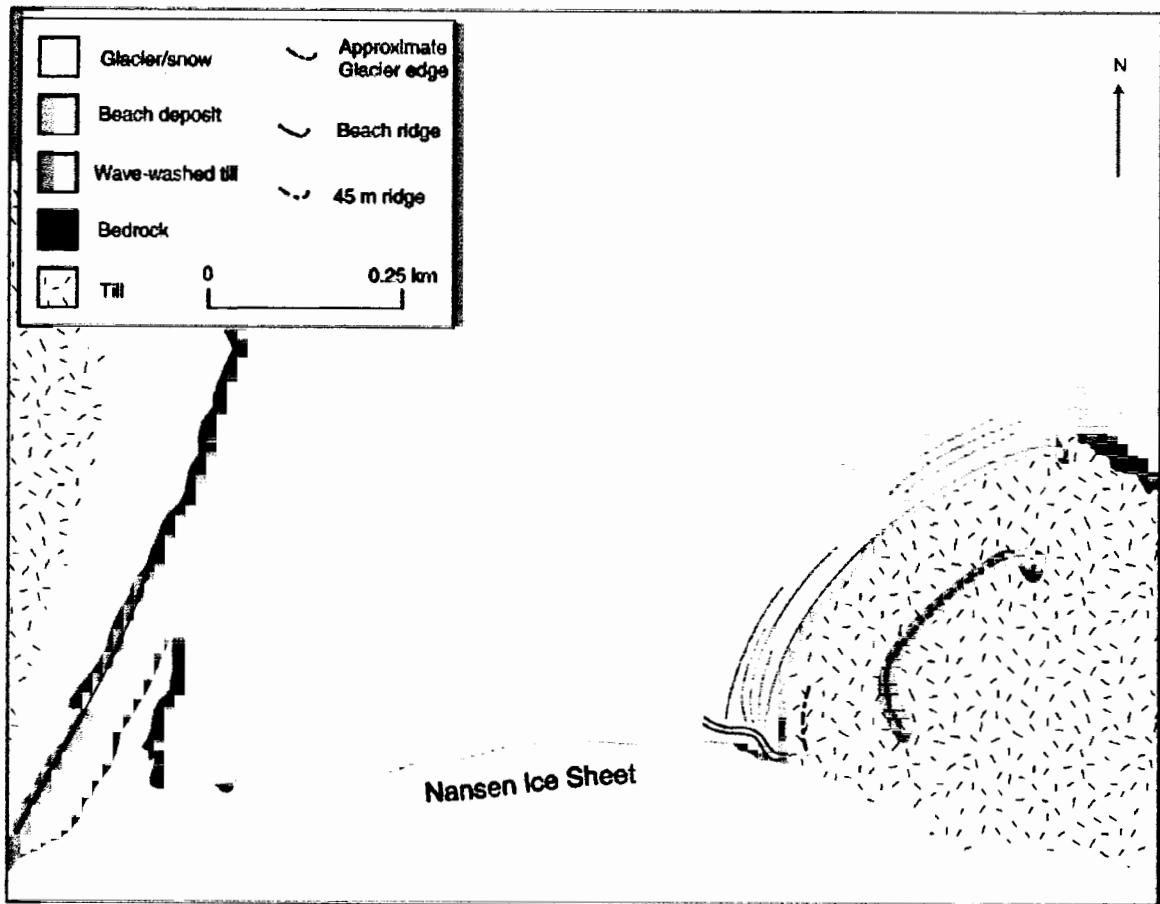 Glacier/snow
Beach deposit
Wave-washed till
Bedrock
Till
Approximate
Glacier edge
Beach ridge
45 m ridge
0
0.25 km
N
Nansen Ice Sheet